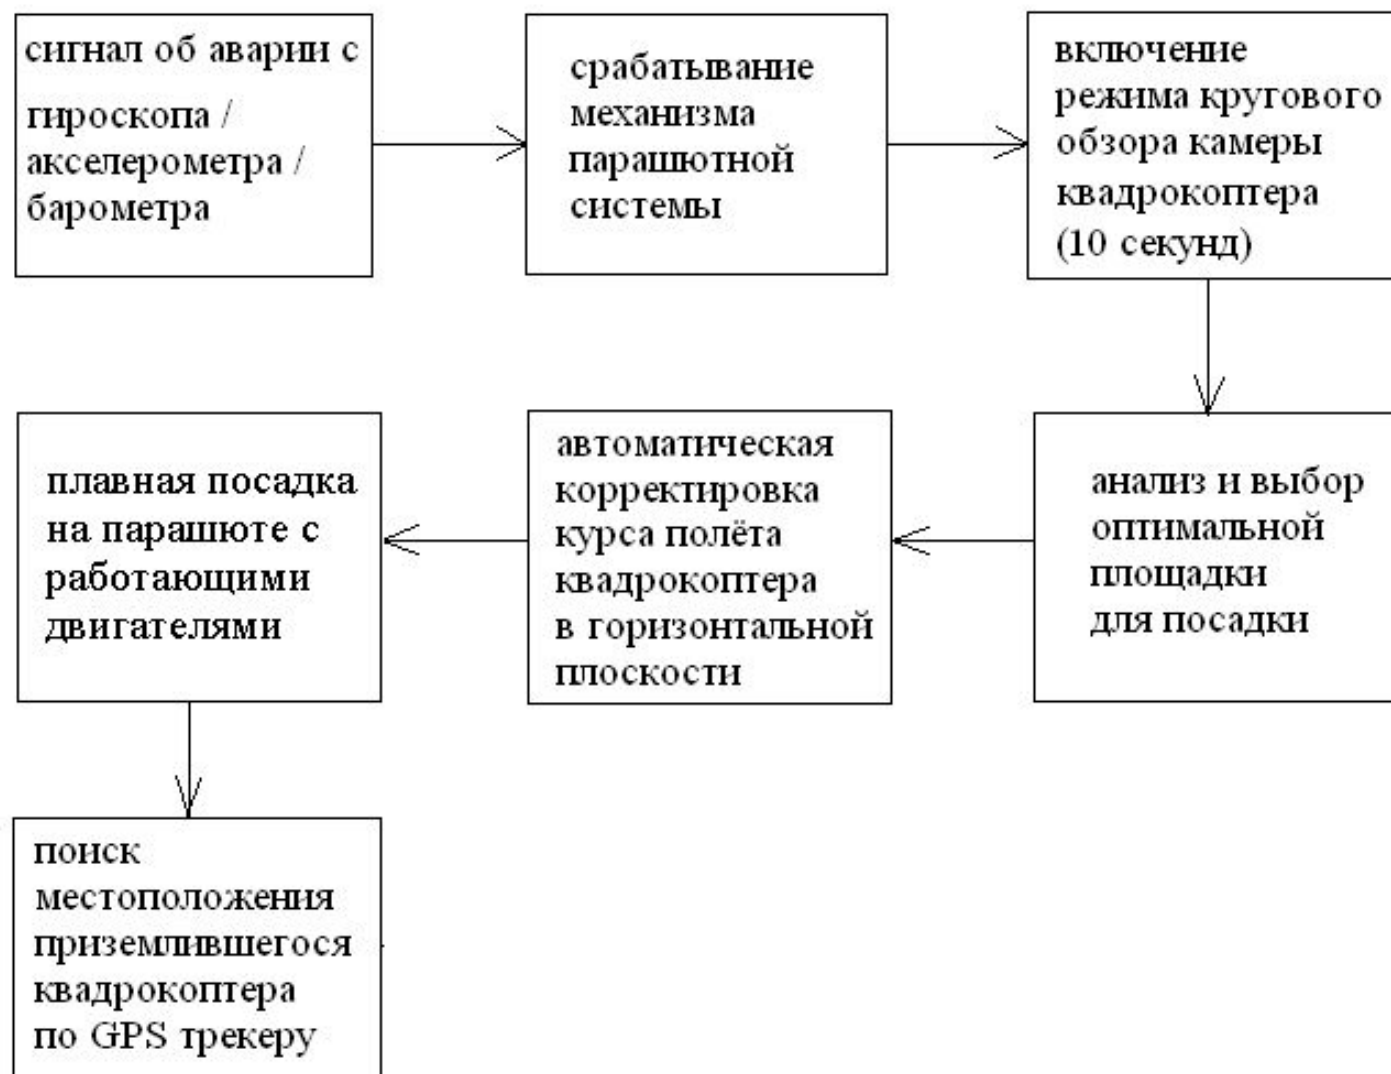 сигнал об аварии с
гироскопа /
акселерометра /
барометра
срабатывание
механизма
парашютной
системы
включение
режима кругового
обзора камеры
квадрокоптера
(10 секунд)
анализ и выбор
оптимальной
площадки
для посадки
автоматическая
корректировка
курса полёта
квадрокоптера
в горизонтальной
плоскости
плавная посадка
на парашюте с
работающими
двигателями
поиск
местоположения
приземлившегося
квадрокоптера
по GPS трекеру